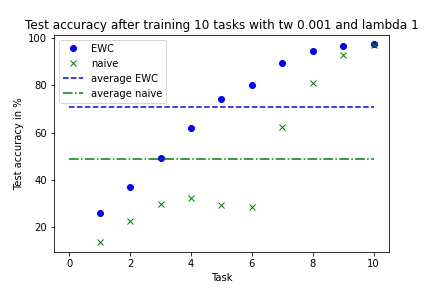 Test accuracy after training 10 tasks with tw 0.001 and lambda 1
100
80
60
40
20
Test accuracy in %
EWC
naive
average EWC
average naive
0
2
4
6
8
10
Task